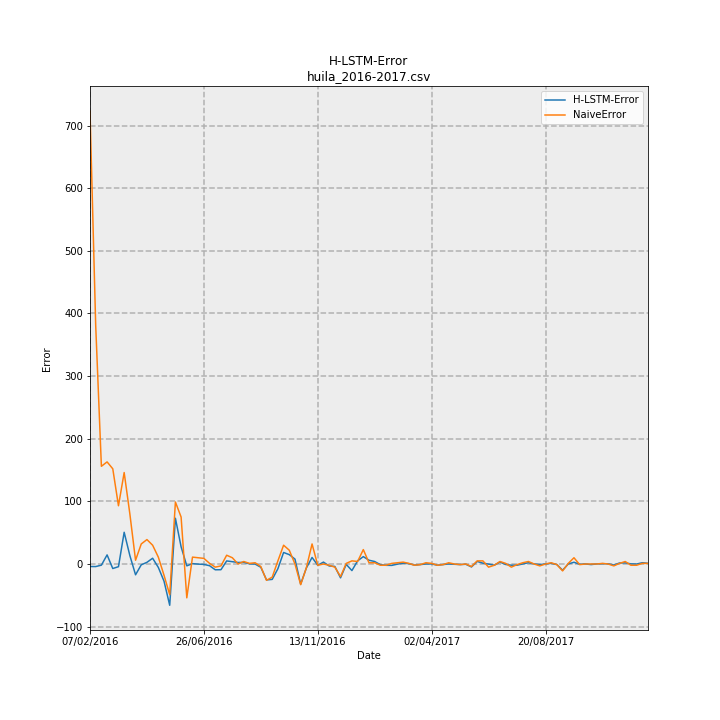 H-LSTM-Error
huila_2016-2017.csv
H-LSTM-Error
NaiveError
700
600
500
400
300
200
100
0
−100
Error
07/02/2016 26/06/2016 13/11/2016 02/04/2017 20/08/2017
Date